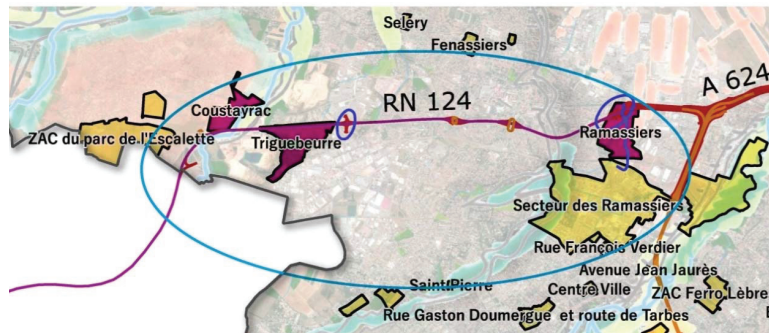 Seléry
Fenassiers
A 624
RN 124
Coustayrac
ZAC du parc de l'Escalette
Triguebeurre
Ramassiers
Secteur des Ramassiers
Rue François Verdier
Avenue Jean Jaurès
Saint Pierre
Centre Ville
ZAC Ferro Lèbre
Rue Gaston Doumergue et route de Tarbes